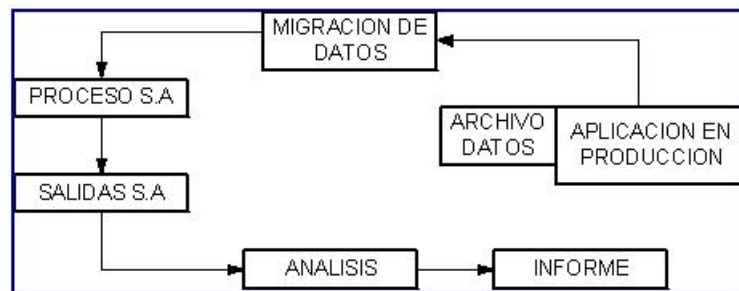 MIGRACION DE
DATOS
PROCESO S.A
ARCHIVO
DATOS
APLICACION EN
PRODUCCION
SALIDAS S.A
ANALISIS
INFORME